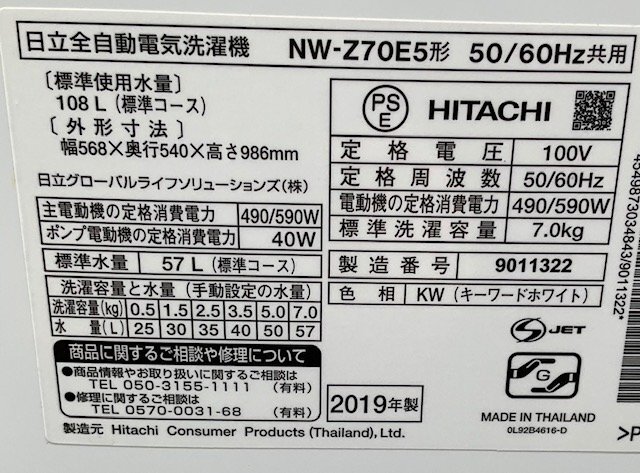 日立全自動電気洗濯機 NW-Z70E5形 50/60Hz共用
〔標準使用水量〕
108 L (標準コース)
〔外形寸法〕
幅568×奥行540×高さ986mm
日立グローバルライフソリューションズ(株)
主電動機の定格消費電力 490/590W
ポンプ電動機の定格消費電力 40W
標準水量 57 L (標準コース)
洗濯容量と水量 (手動設定の水量)
洗濯容量(kg) 0.5 1.5 2.5 3.5 5.0 7.0
水量(L) 25 30 35 40 50 57
商品に関するご相談や修理について
●商品情報やお取り扱いに関するご相談
TEL 050-3155-1111 (有料)
●修理に関するご相談
TEL 0570-0031-68 (有料)
製造元 Hitachi Consumer Products (Thailand), Ltd.
PSE HITACHI
定格電圧 100V
定格周波数 50/60Hz
電動機の定格消費電力 490/590W
標準洗濯容量 7.0kg
製造番号 9011322
色相 KW (キーワードホワイト)
S JET
G
2019年製
MADE IN THAILAND
0L92B4616-D
4549873034843/9011322*
>P